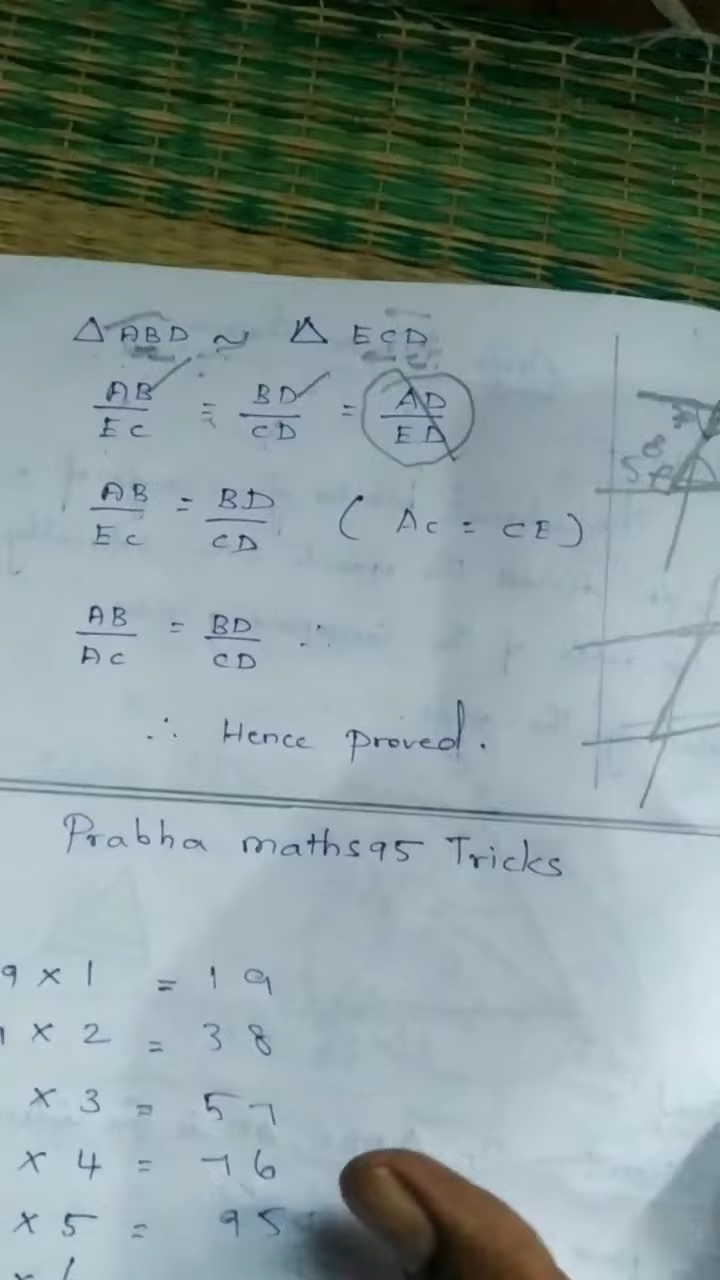 △ ABD ~ △ ECD
AB/EC = BD/CD = AD/ED
AB/EC = BD/CD (AC = CE)
AB/AC = BD/CD ∴
∴ Hence proved.
Prabha maths95 Tricks
9 × 1 = 19
× 2 = 38
× 3 = 57
× 4 = 76
× 5 = 95